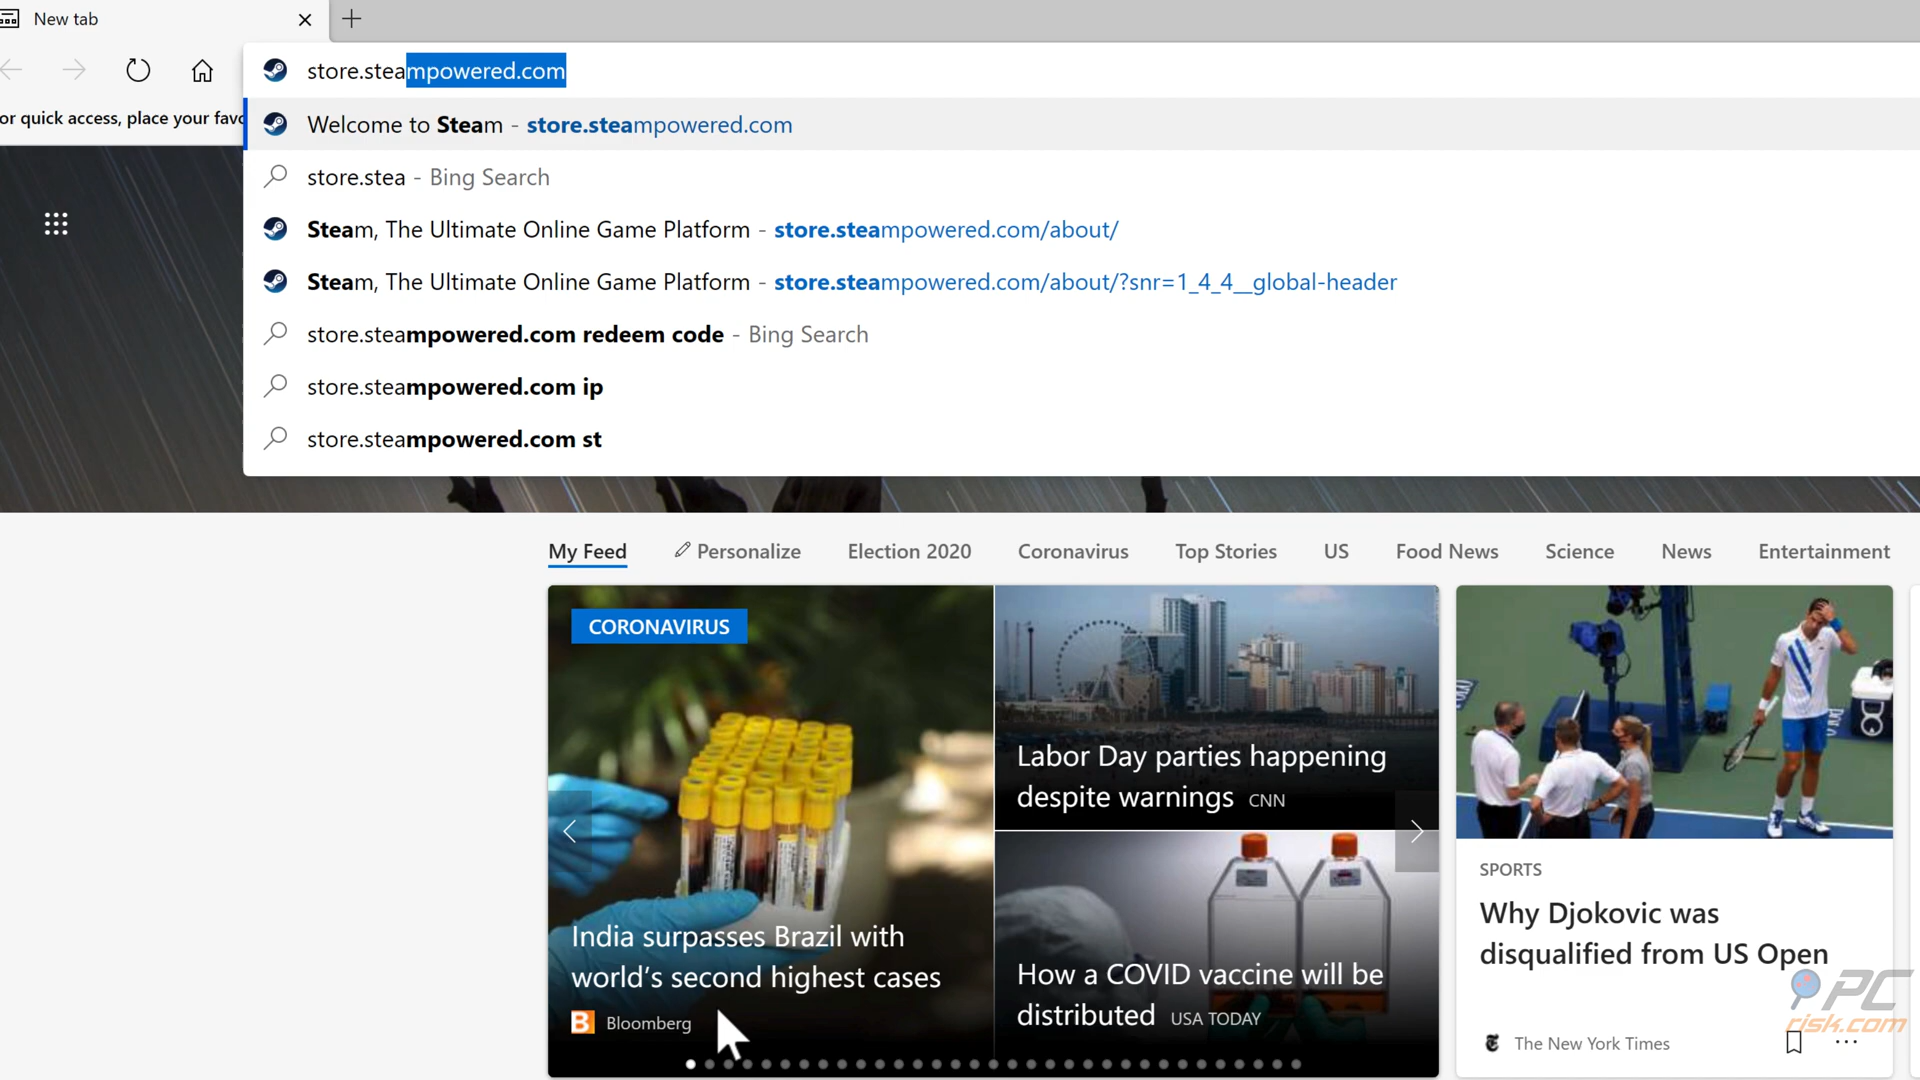 New tab
store.steampowered.com
or quick access, place your favo
Welcome to Steam - store.steampowered.com
store.stea - Bing Search
Steam, The Ultimate Online Game Platform - store.steampowered.com/about/
Steam, The Ultimate Online Game Platform - store.steampowered.com/about/?snr=1_4_4__global-header
store.steampowered.com redeem code - Bing Search
store.steampowered.com ip
store.steampowered.com st
My Feed Personalize Election 2020 Coronavirus Top Stories US Food News Science News Entertainment
CORONAVIRUS
India surpasses Brazil with
world's second highest cases
Bloomberg
Labor Day parties happening
despite warnings CNN
How a COVID vaccine will be
distributed USA TODAY
SPORTS
Why Djokovic was
disqualified from US Open
The New York Times
PC
risk.com